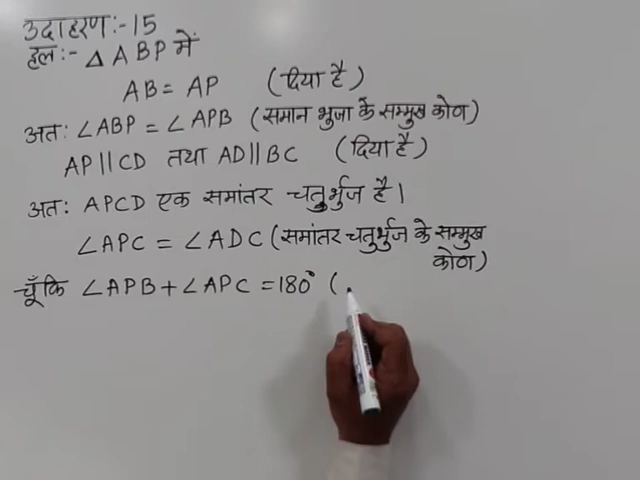 उदाहरण:-15
हल:- △ABP में
AB = AP (दिया है)
अतः ∠ABP = ∠APB (समान भुजा के सम्मुख कोण)
AP||CD तथा AD||BC (दिया है)
अतः APCD एक समांतर चतुर्भुज है।
∠APC = ∠ADC (समांतर चतुर्भुज के सम्मुख
कोण)
चूँकि ∠APB + ∠APC = 180° (